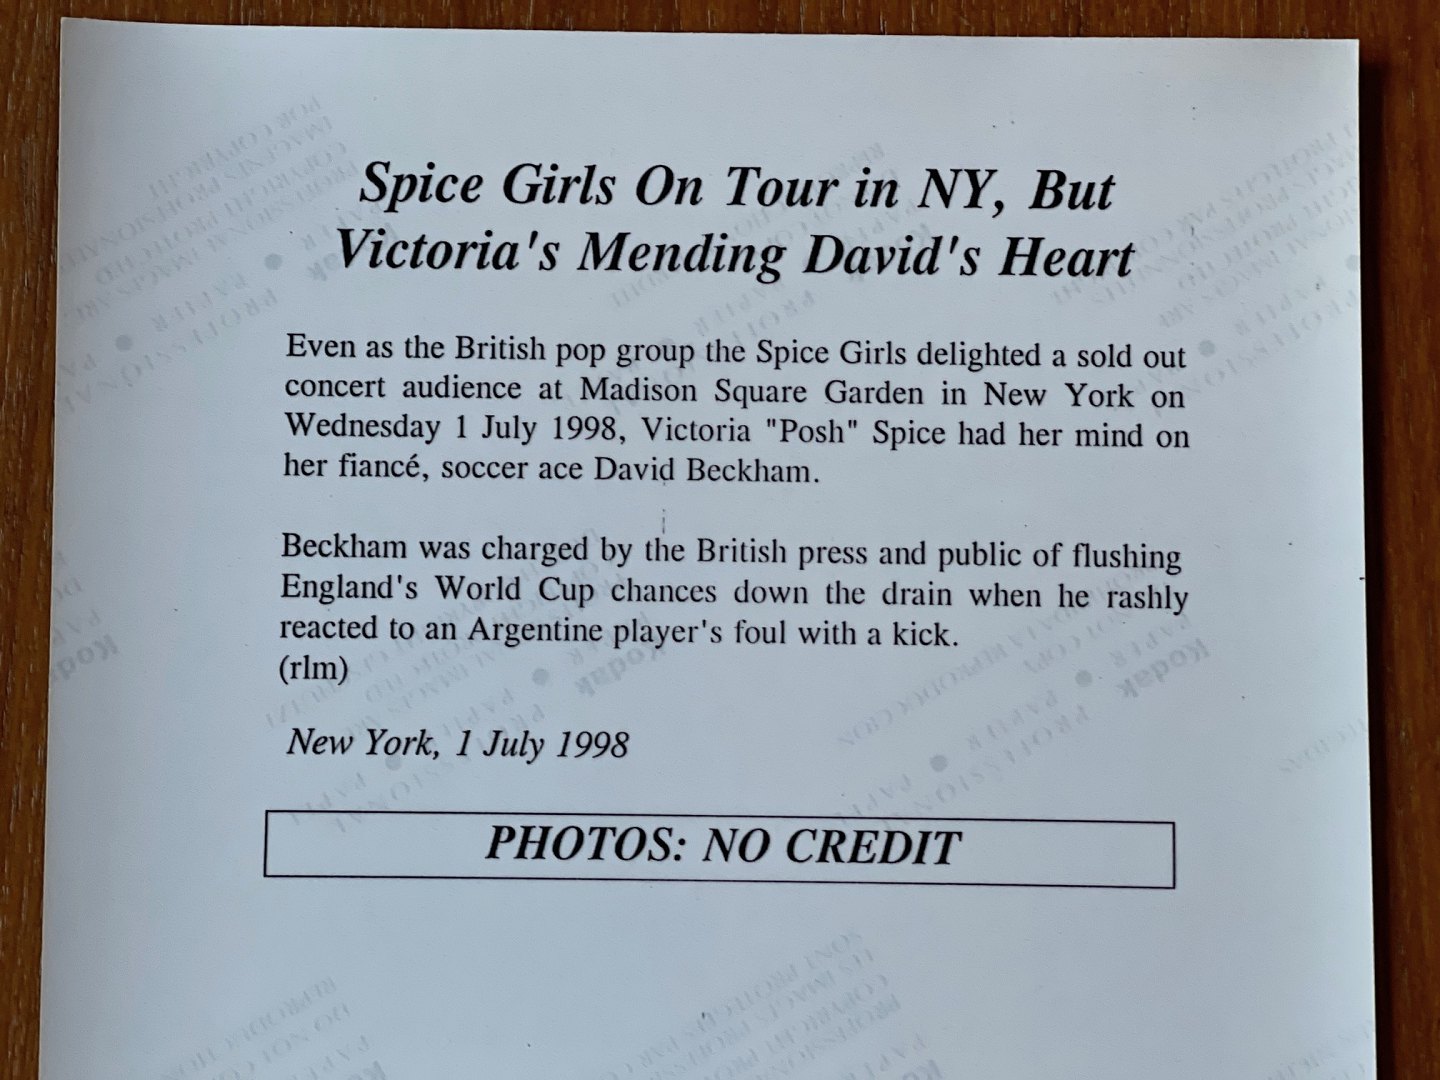 Spice Girls On Tour in NY, But
Victoria's Mending David's Heart
Even as the British pop group the Spice Girls delighted a sold out
concert audience at Madison Square Garden in New York on
Wednesday 1 July 1998, Victoria "Posh" Spice had her mind on
her fiancé, soccer ace David Beckham.
Beckham was charged by the British press and public of flushing
England's World Cup chances down the drain when he rashly
reacted to an Argentine player's foul with a kick.
(rlm)
New York, 1 July 1998
PHOTOS: NO CREDIT
Kodak
Kodak
Kodak